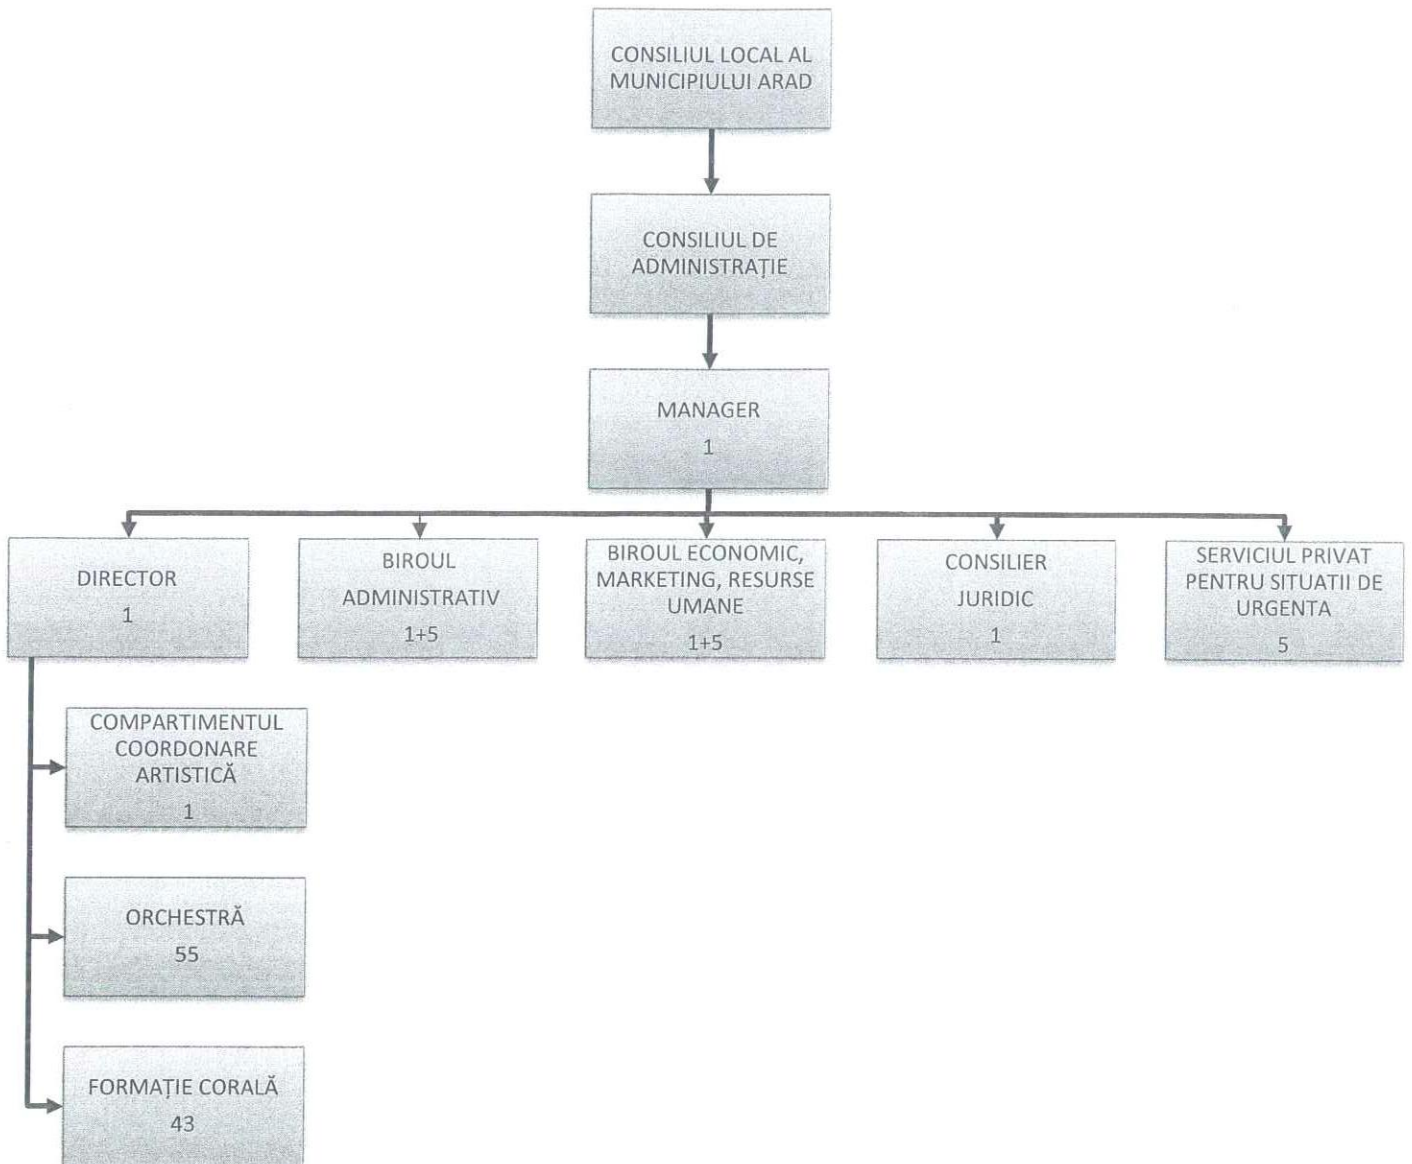 CONSILIUL LOCAL AL
MUNICIPIULUI ARAD
CONSILIUL DE
ADMINISTRAȚIE
MANAGER
1
DIRECTOR
1
BIROUL
ADMINISTRATIV
1+5
BIROUL ECONOMIC,
MARKETING, RESURSE
UMANE
1+5
CONSILIER
JURIDIC
1
SERVICIUL PRIVAT
PENTRU SITUATII DE
URGENTA
5
COMPARTIMENTUL
COORDONARE
ARTISTICĂ
1
ORCHESTRĂ
55
FORMAȚIE CORALĂ
43